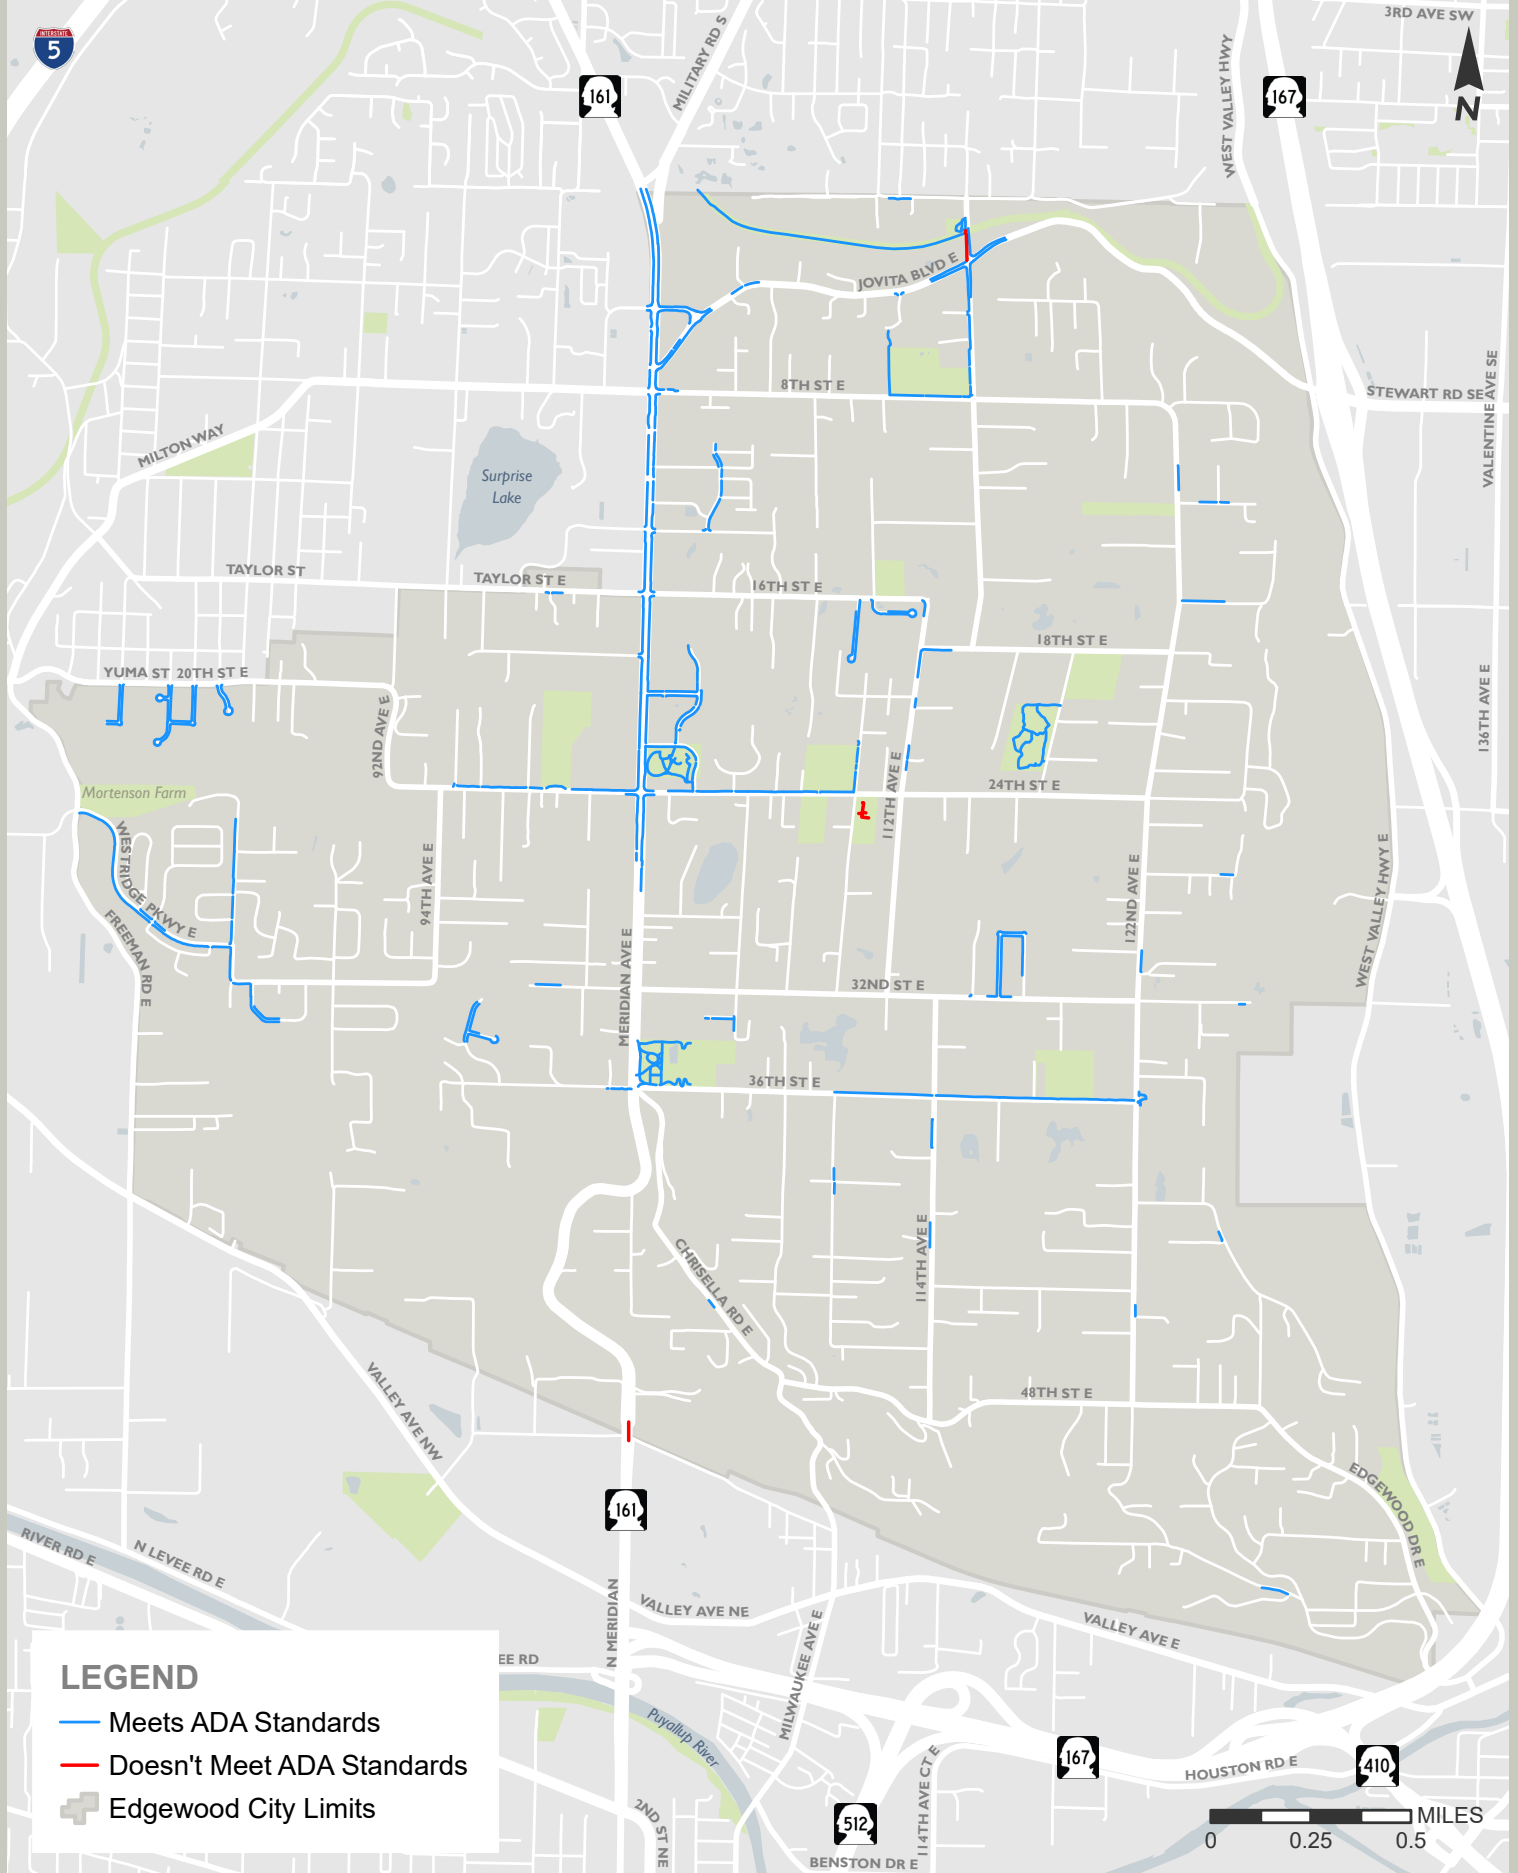 3RD AVE SW
INTERSTATE
5
161
MILITARY RD S
WEST VALLEY HWY
167
N
JOVITA BLVD E
8TH ST E
STEWART RD SE
VALENTINE AVE SE
MILTON WAY
Surprise
Lake
TAYLOR ST
TAYLOR ST E
16TH ST E
18TH ST E
YUMA ST
20TH ST E
136TH AVE E
92ND AVE E
112TH AVE E
24TH ST E
Mortenson Farm
WESTRIDGE PKWY E
94TH AVE E
122ND AVE E
WEST VALLEY HWY E
FREEMAN RD E
MERIDIAN AVE E
32ND ST E
36TH ST E
114TH AVE E
CHRISELLA RD E
VALLEY AVE NW
48TH ST E
EDGEWOOD DR E
161
RIVER RD E
N LEVEE RD E
N MERIDIAN
VALLEY AVE NE
MILWAUKEE AVE E
VALLEY AVE E
EE RD
LEGEND
Meets ADA Standards
Doesn't Meet ADA Standards
Edgewood City Limits
Puyallup River
2ND ST NE
114TH AVE CT E
167
HOUSTON RD E
410
512
BENSTON DR E
MILES
0 0.25 0.5